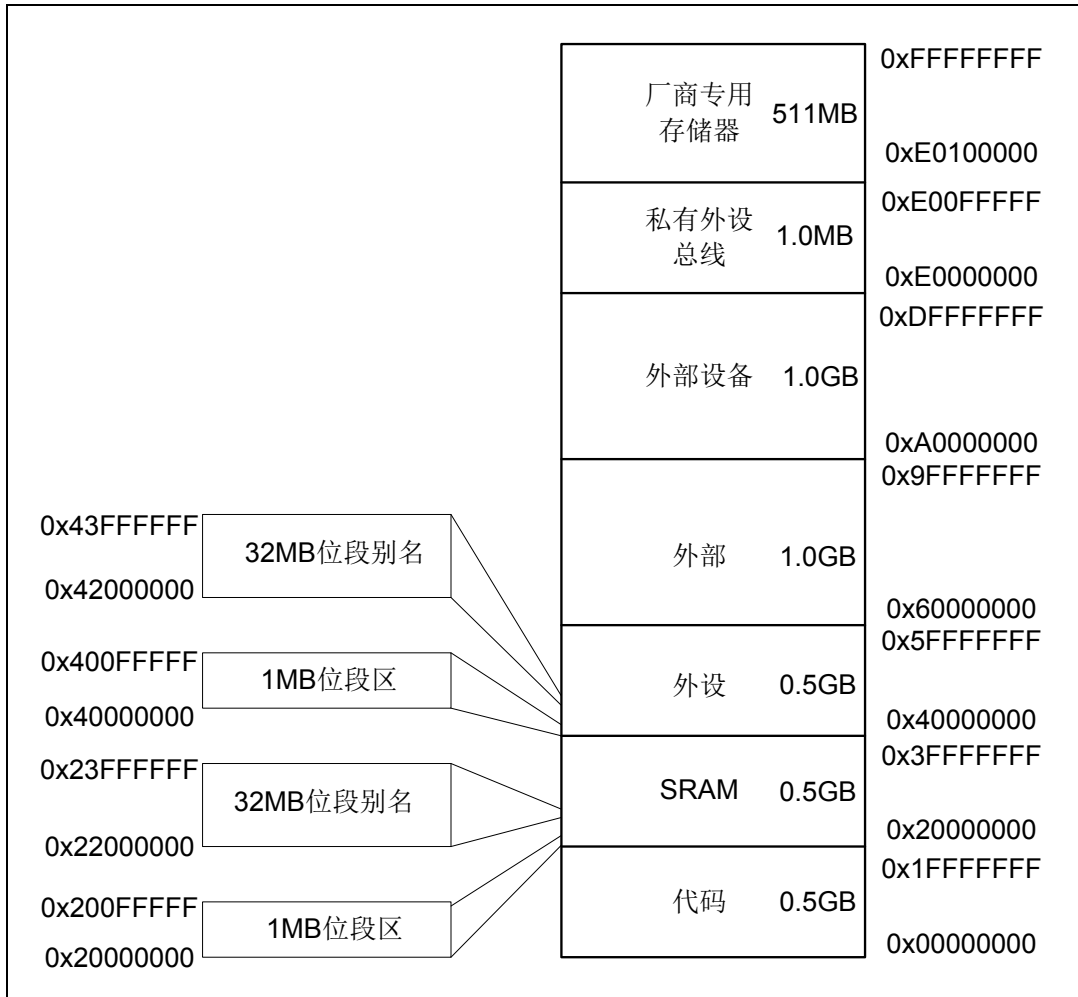 0xFFFFFFFF
厂商专用
存储器
511MB
0xE0100000
0xE00FFFFF
私有外设
总线
1.0MB
0xE0000000
0xDFFFFFFF
外部设备 1.0GB
0xA0000000
0x9FFFFFFF
0x43FFFFFF
32MB位段别名
外部 1.0GB
0x42000000
0x60000000
0x5FFFFFFF
0x400FFFFF
1MB位段区
外设 0.5GB
0x40000000
0x40000000
0x3FFFFFFF
0x23FFFFFF
32MB位段别名
SRAM 0.5GB
0x22000000
0x20000000
0x1FFFFFFF
0x200FFFFF
1MB位段区
代码 0.5GB
0x20000000
0x00000000